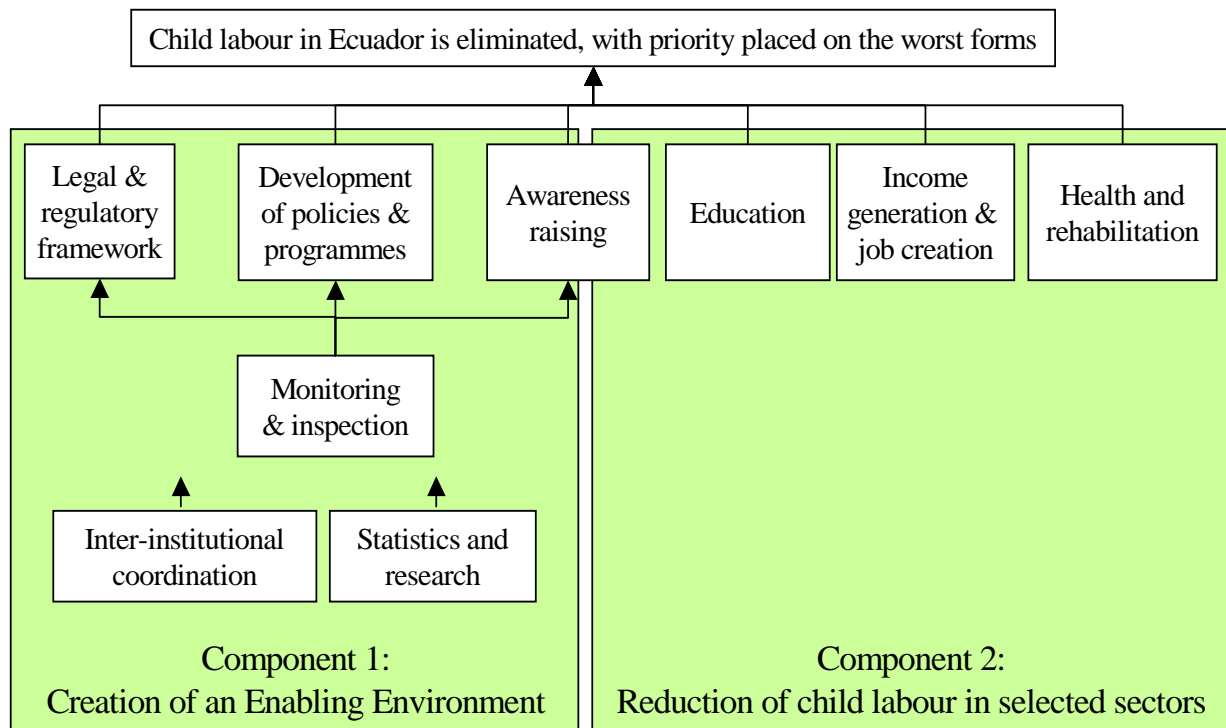 Child labour in Ecuador is eliminated, with priority placed on the worst forms
Legal &
regulatory
framework
Development
of policies &
programmes
Awareness
raising
Education
Income
generation &
job creation
Health and
rehabilitation
Monitoring
& inspection
Inter-institutional
coordination
Statistics and
research
Component 1:
Creation of an Enabling Environment
Component 2:
Reduction of child labour in selected sectors